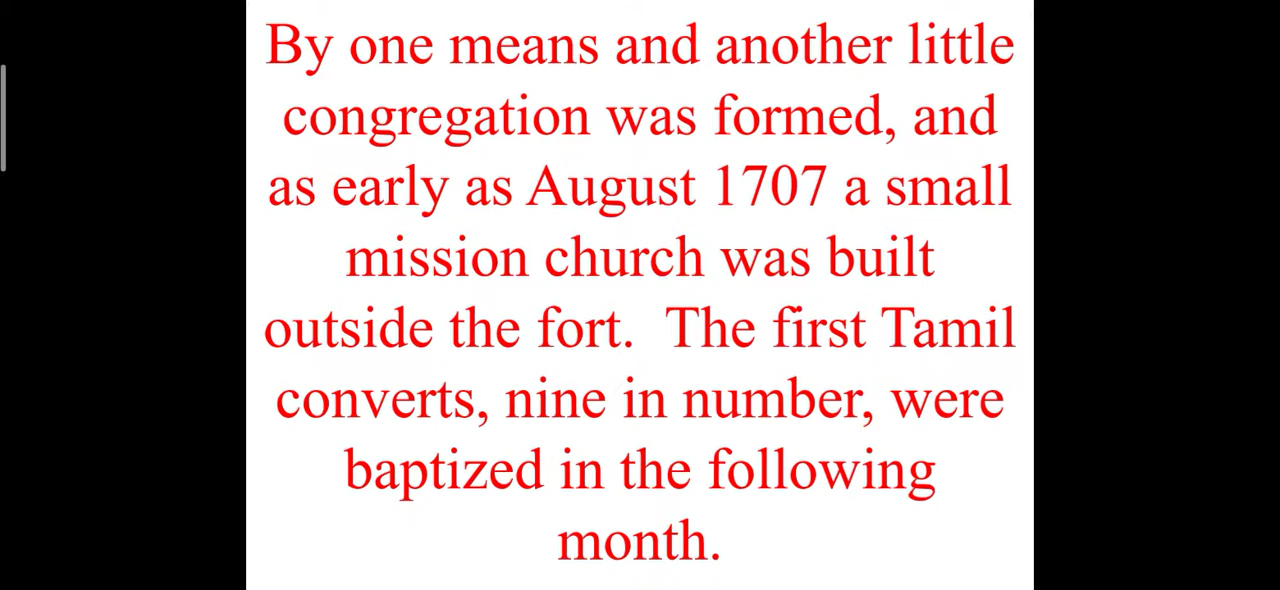 By one means and another little
congregation was formed, and
as early as August 1707 a small
mission church was built
outside the fort.  The first Tamil
converts, nine in number, were
baptized in the following
month.